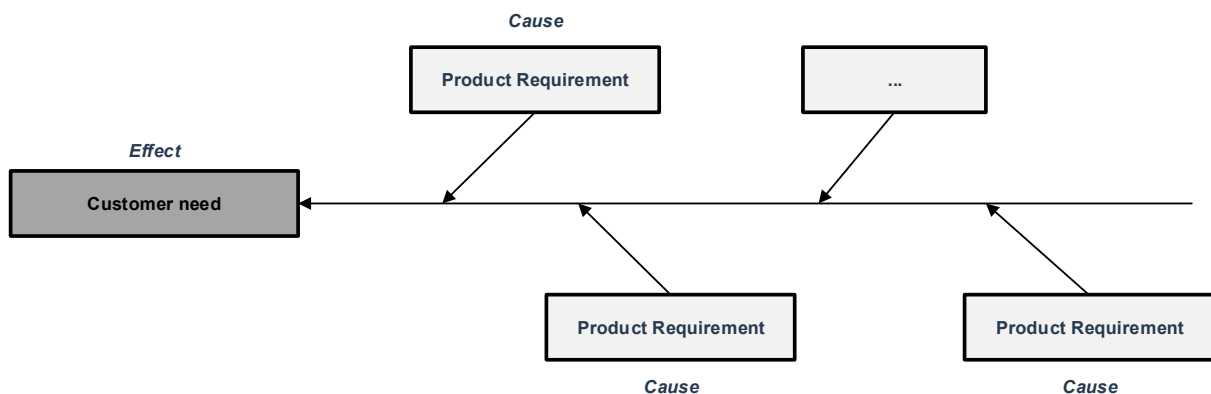 Cause
Product Requirement
...
Effect
Customer need
Product Requirement
Product Requirement
Cause
Cause